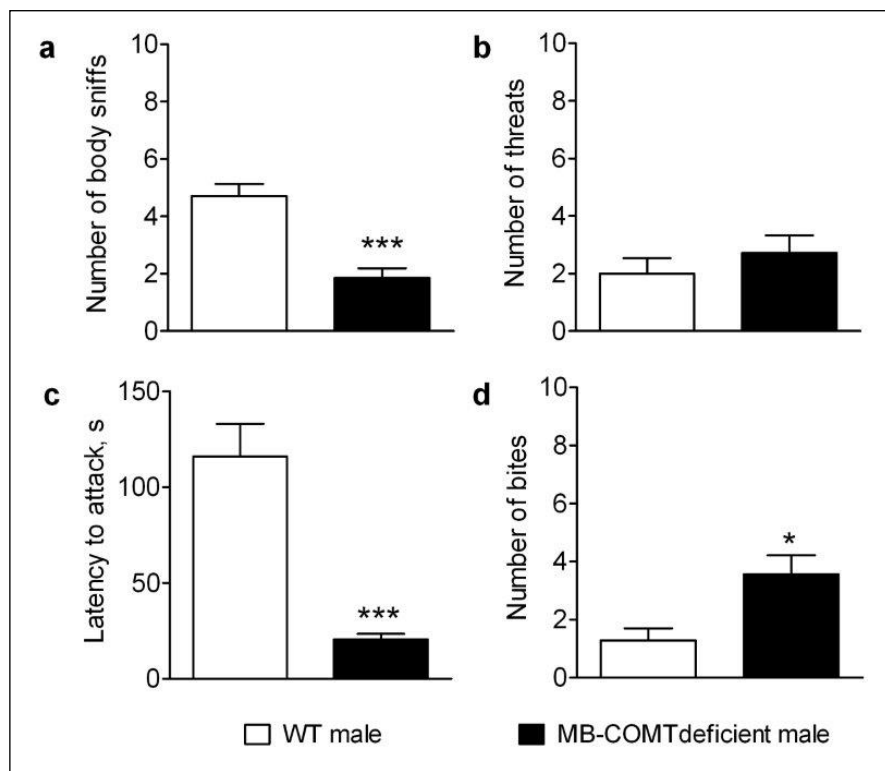 a
Number of body sniffs
10
8
6
4
2
0
***
b
Number of threats
10
8
6
4
2
0
c
Latency to attack, s
150
100
50
0
***
d
Number of bites
10
8
6
4
2
0
*
WT male
MB-COMTdeficient male